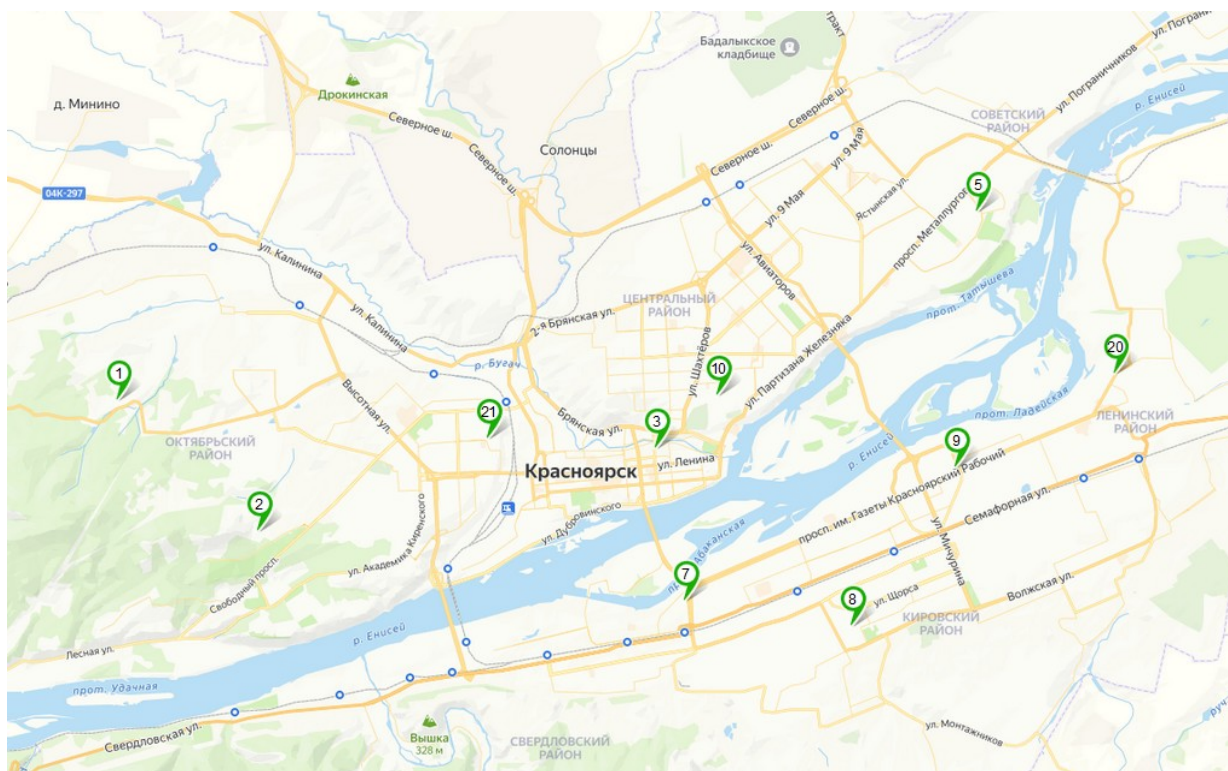 Бадалыкское
кладбище
тракт
ул. Пограничников
ул. Пограни
р. Енисей
Дрокинская
д. Минино
СОВЕТСКИЙ
РАЙОН
Северное ш.
Северное ш.
ул. 9 Мая
Солонцы
Северное ш.
Северное ш.
5
04К-297
Ястынская ул.
просп. Металлургов
ул. 9 Мая
ул. Калинина
ул. Авиаторов
прот. Татышева
ЦЕНТРАЛЬНЫЙ
РАЙОН
ул. Калинина
2-я Брянская ул.
20
р. Бугач
ул. Шахтёров
ул. Партизана Железняка
1
10
прот. Ладейская
Высотная ул.
21
Брянская ул.
3
ЛЕНИНСКИЙ
РАЙОН
ОКТЯБРЬСКИЙ
РАЙОН
р. Енисей
9
ул. Ленина
Красноярск
2
просп. им. Газеты Красноярский Рабочий
ул. Дубровинского
Семафорная ул.
ул. Академика Киренского
Абаканская
ул. Мичурина
Свободный просп.
7
8
ул. Щорса
Волжская ул.
КИРОВСКИЙ
РАЙОН
р. Енисей
Лесная ул.
прот. Удачная
Свердловская ул.
Вышка
328 м
СВЕРДЛОВСКИЙ
РАЙОН
ул. Монтажников
руч.